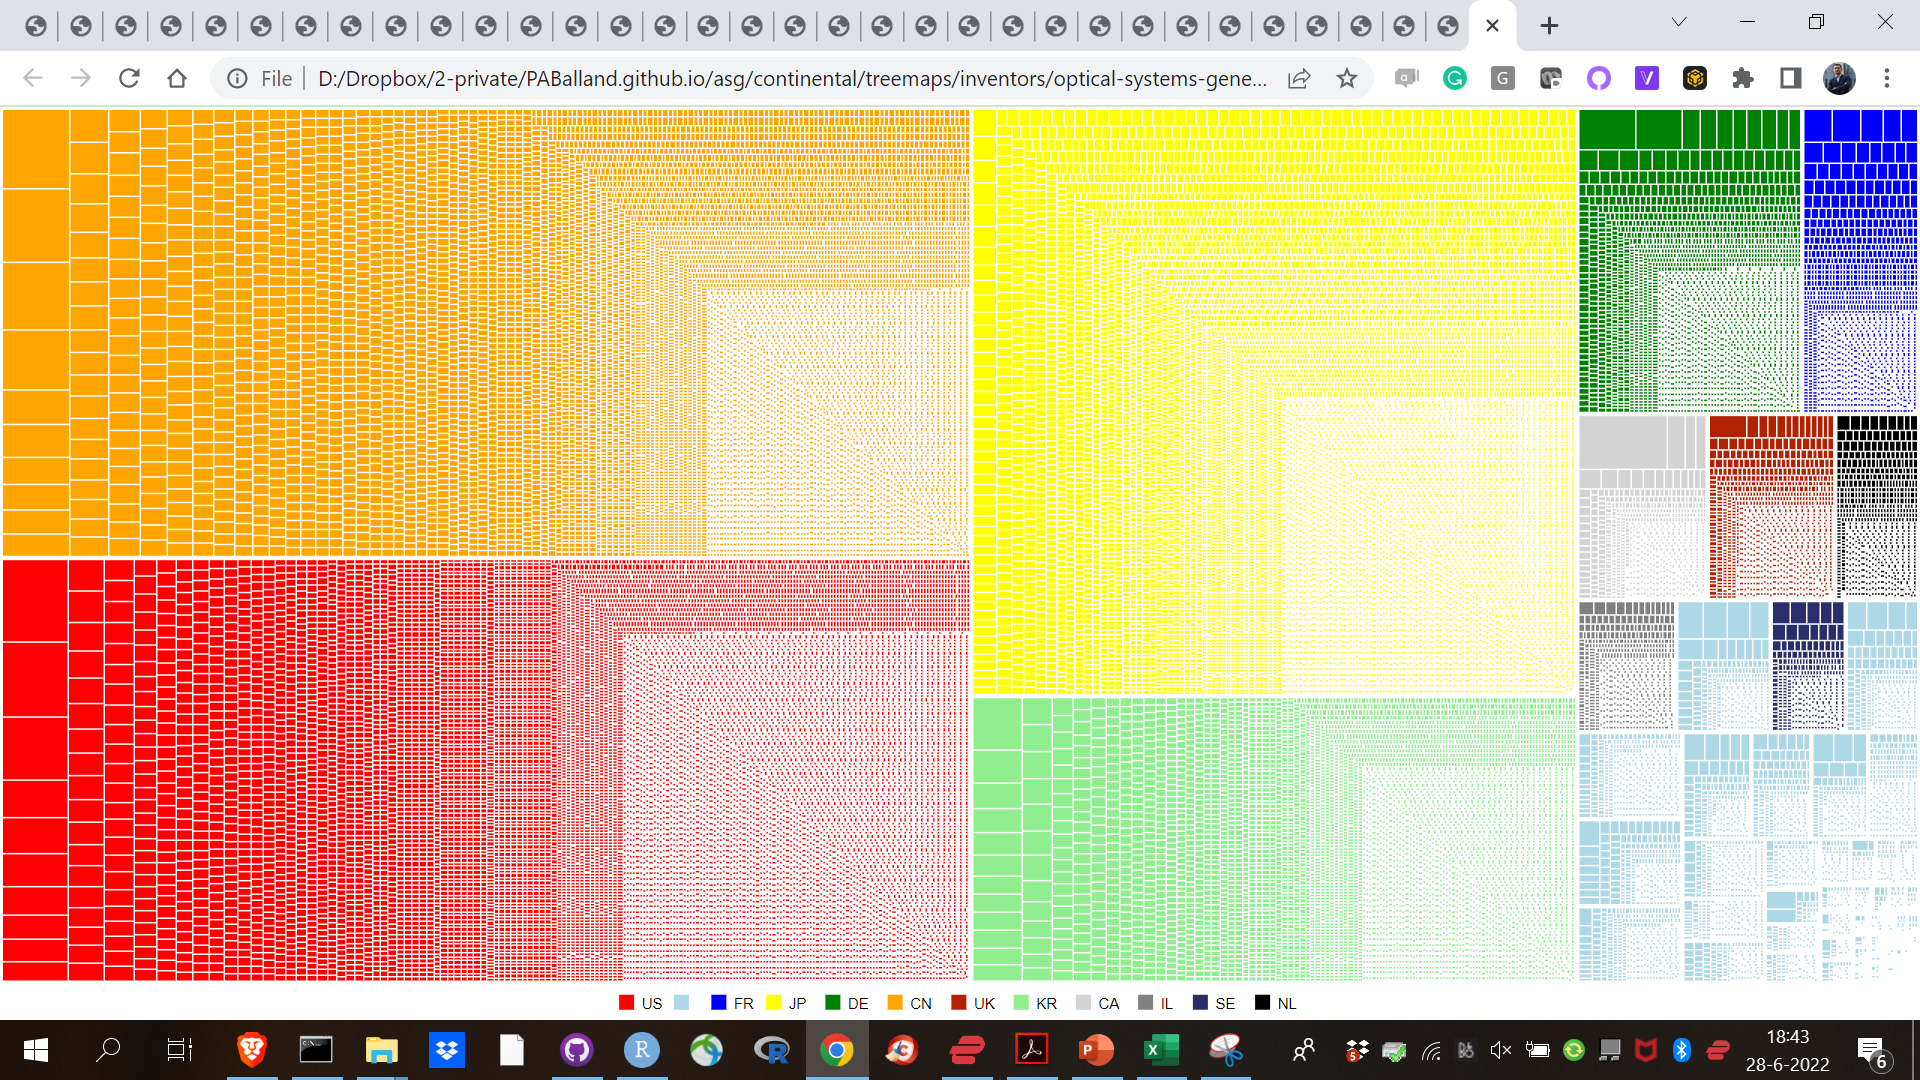 File D:/Dropbox/2-private/PABalland.github.io/asg/continental/treemaps/inventors/optical-systems-gene...
US FR JP DE CN UK KR CA IL SE NL
18:43
28-6-2022
6